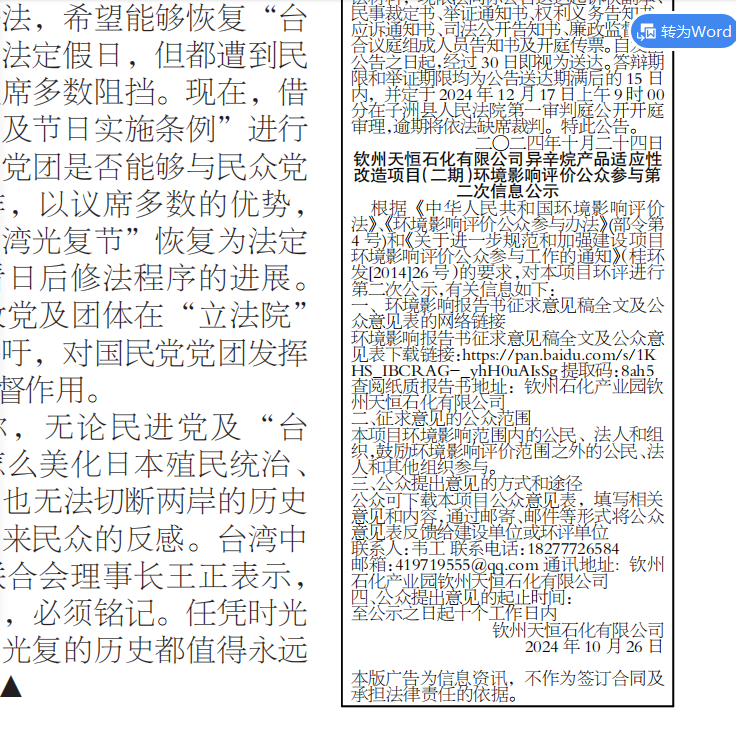 法，希望能够恢复“台
法定假日，但都遭到民
席多数阻挡。现在，借
及节日实施条例”进行
党团是否能够与民众党
，以议席多数的优势，
湾光复节”恢复为法定
日后修法程序的进展。
党及团体在“立法院”
吁，对国民党党团发挥
督作用。
，无论民进党及“台
怎么美化日本殖民统治、
也无法切断两岸的历史
来民众的反感。台湾中
联合会理事长王正表示，
，必须铭记。任凭时光
光复的历史都值得永远
▲
民事裁定书、举证通知书、权利义务告知书、
应诉通知书、司法公开告知书、廉政监督
合议庭组成人员告知书及开庭传票。自发出
公告之日起,经过30日即视为送达。答辩期
限和举证期限均为公告送达期满后的15日
内，并定于2024年12月17日上午9时00
分在子洲县人民法院第一审判庭公开开庭
审理,逾期将依法缺席裁判。特此公告。
二〇二四年十月二十四日
钦州天恒石化有限公司异辛烷产品适应性
改造项目(二期)环境影响评价公众参与第
二次信息公示
根据《中华人民共和国环境影响评价
法》、《环境影响评价公众参与办法》(部令第
4号)和《关于进一步规范和加强建设项目
环境影响评价公众参与工作的通知》(桂环
发[2014]26号)的要求,对本项目环评进行
第二次公示,有关信息如下:
一、环境影响报告书征求意见稿全文及公
众意见表的网络链接
环境影响报告书征求意见稿全文及公众意
见表下载链接:https://pan.baidu.com/s/1K
HS_IBCRAG-_yhH0uAIsSg 提取码:8ah5
查阅纸质报告书地址：钦州石化产业园钦
州天恒石化有限公司
二、征求意见的公众范围
本项目环境影响范围内的公民、法人和组
织,鼓励环境影响评价范围之外的公民、法
人和其他组织参与。
三、公众提出意见的方式和途径
公众可下载本项目公众意见表，填写相关
意见和内容,通过邮寄、邮件等形式将公众
意见表反馈给建设单位或环评单位
联系人:韦工 联系电话:18277726584
邮箱:419719555@qq.com 通讯地址: 钦州
石化产业园钦州天恒石化有限公司
四、公众提出意见的起止时间:
至公示之日起十个工作日内
钦州天恒石化有限公司
2024年10月26日
本版广告为信息资讯，不作为签订合同及
承担法律责任的依据。
转为Word